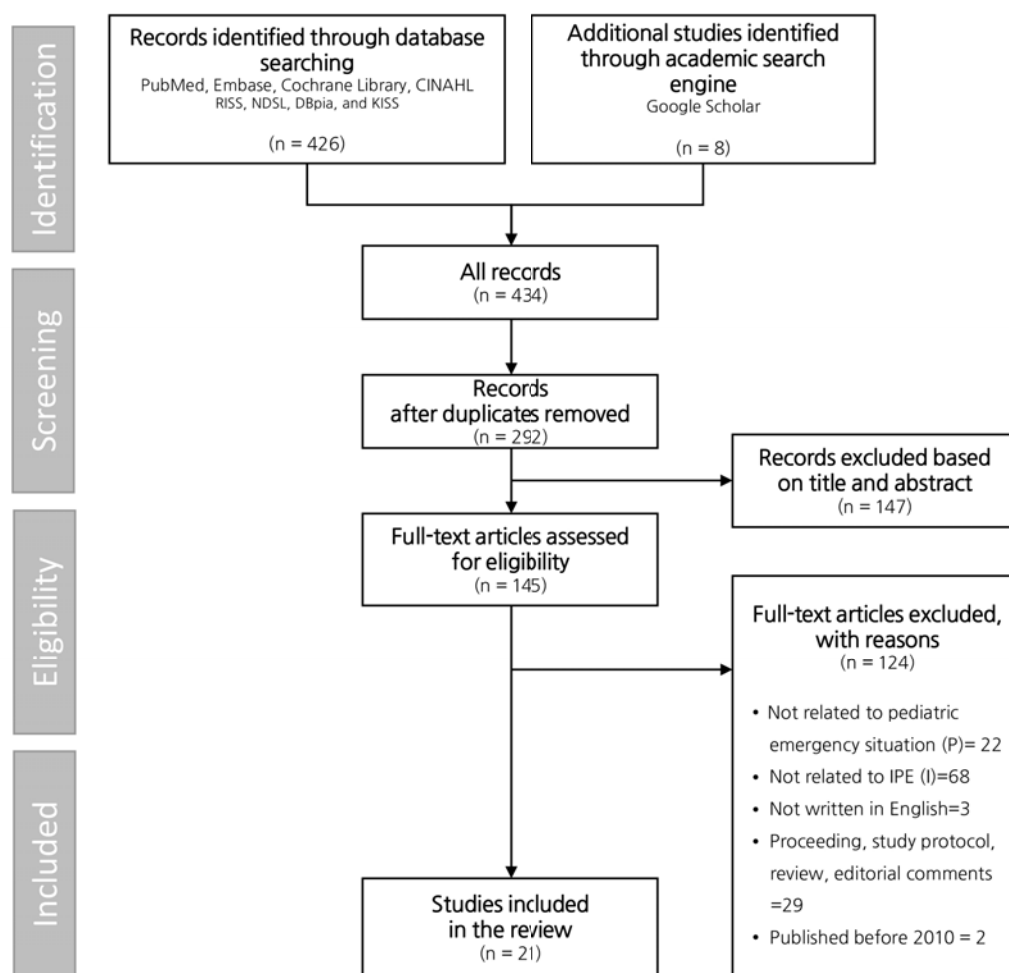 Identification
Records identified through database
searching
PubMed, Embase, Cochrane Library, CINAHL
RISS, NDSL, DBpia, and KISS
(n = 426)
Additional studies identified
through academic search
engine
Google Scholar
(n = 8)
All records
(n = 434)
Screening
Records
after duplicates removed
(n = 292)
Records excluded based
on title and abstract
(n = 147)
Eligibility
Full-text articles assessed
for eligibility
(n = 145)
Full-text articles excluded,
with reasons
(n = 124)
• Not related to pediatric
emergency situation (P)= 22
• Not related to IPE (I)=68
• Not written in English=3
• Proceeding, study protocol,
review, editorial comments
=29
• Published before 2010 = 2
Included
Studies included
in the review
(n = 21)